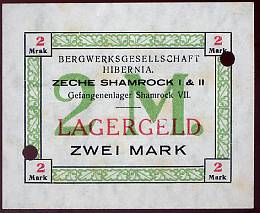 2 2
Mrak Mark
BERGWERKSGESELLSCHAFT
HIBERNIA.
ZECHE SHAMROCK I & II
Gefangenenlager Shamrock VII.
2 M.
LAGERGELD
ZWEI MARK
2 2
Mark Mark